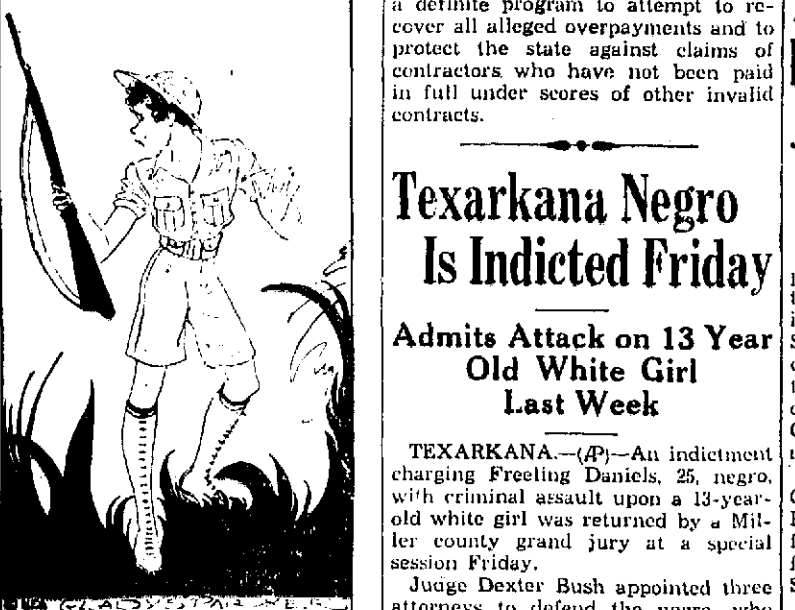 a definite program to attempt to re-
cover all alleged overpayments and to
protect the state against claims of
contractors who have not been paid
in full under scores of other invalid
contracts.
Texarkana Negro
Is Indicted Friday
Admits Attack on 13 Year
Old White Girl
Last Week
TEXARKANA.—(AP)—An indictment
charging Freeling Daniels, 25, negro,
with criminal assault upon a 13-year-
old white girl was returned by a Mil-
ler county grand jury at a special
session Friday.
Judge Dexter Bush appointed three
attorneys to defend the negro, who
GLADYS PARKER